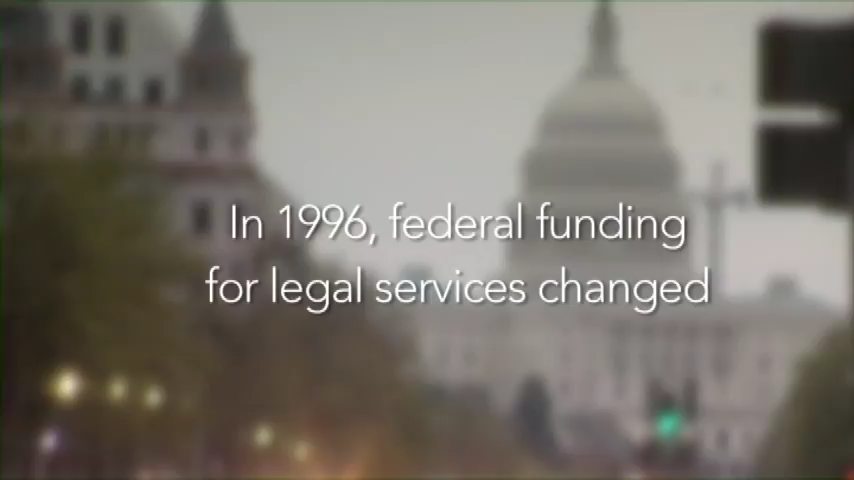 In 1996, federal funding
for legal services changed